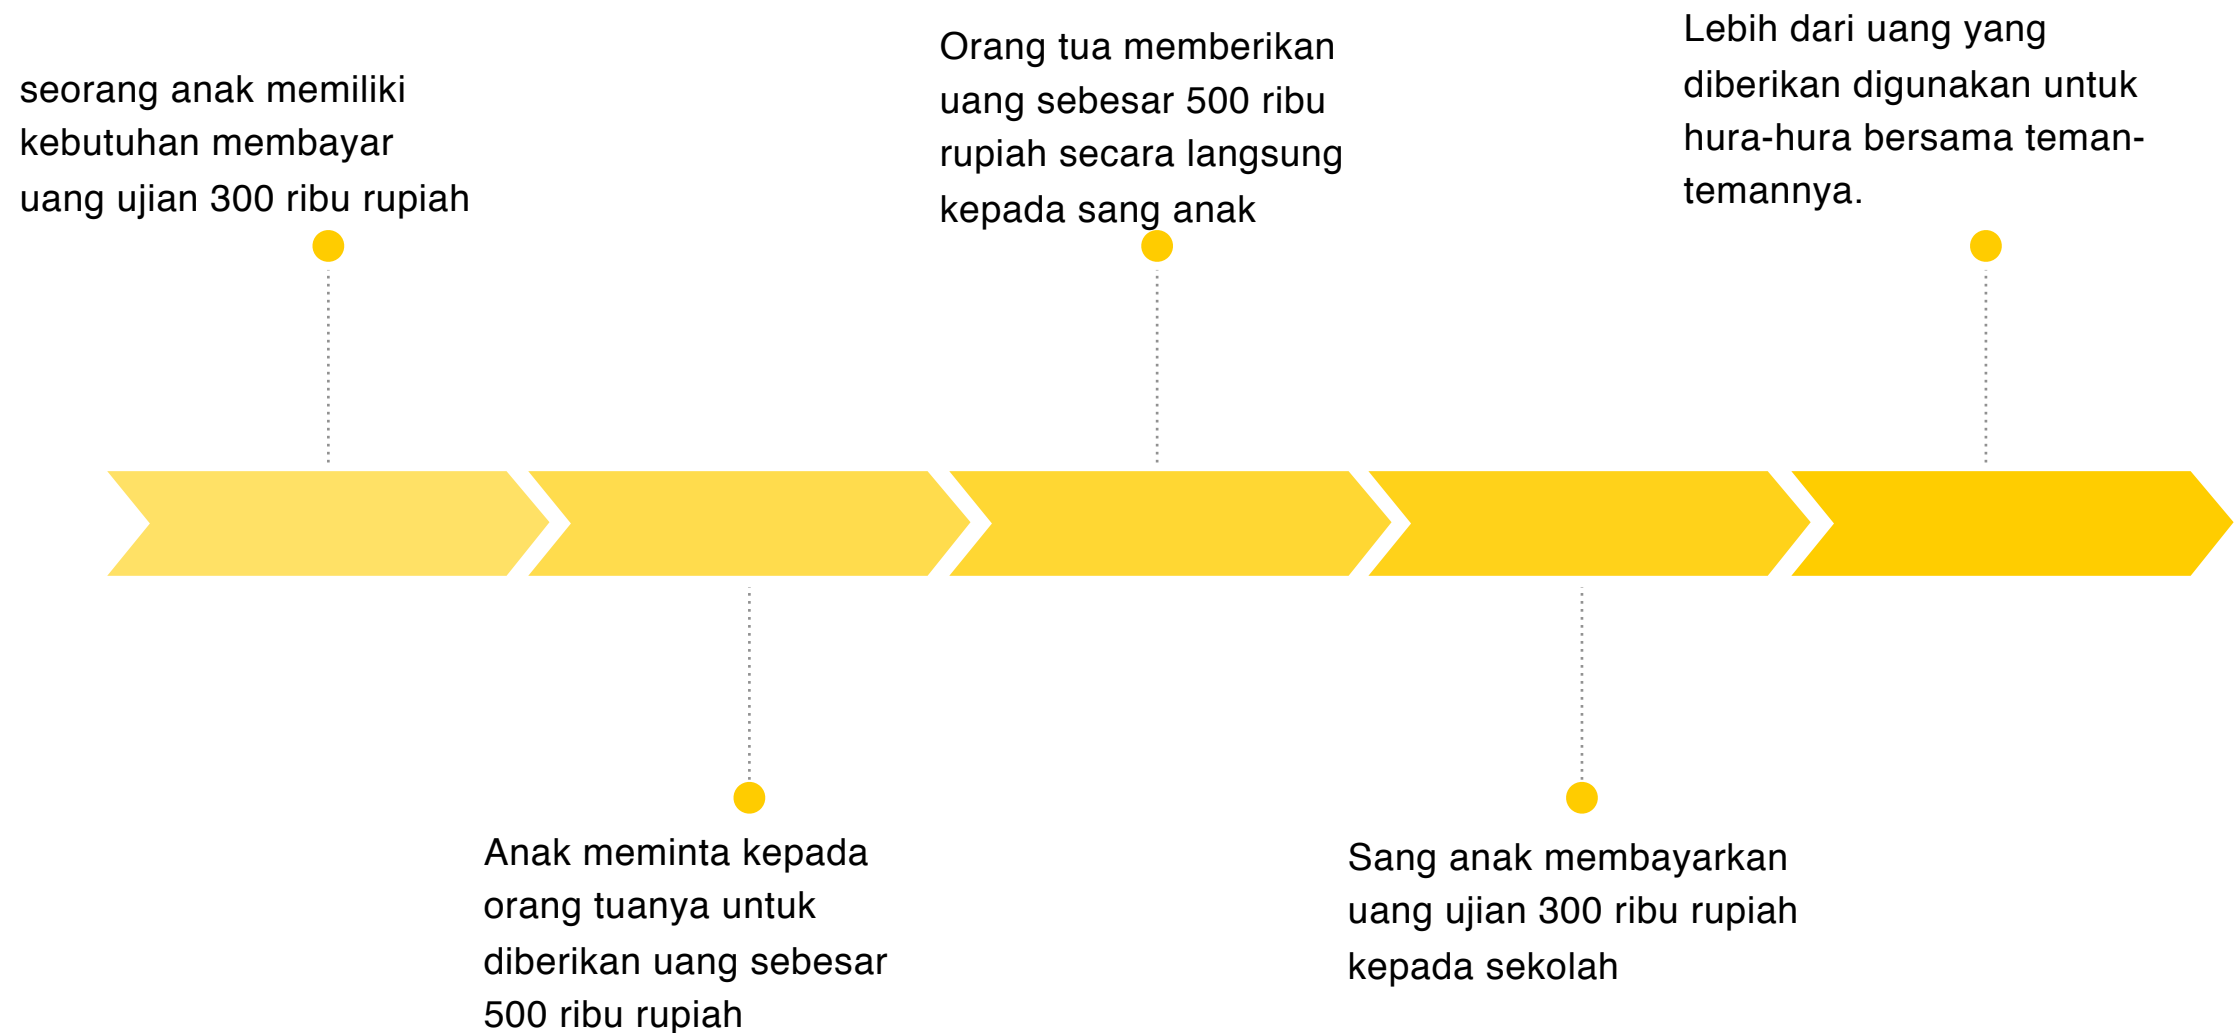 seorang anak memiliki
kebutuhan membayar
uang ujian 300 ribu rupiah
Anak meminta kepada
orang tuanya untuk
diberikan uang sebesar
500 ribu rupiah
Orang tua memberikan
uang sebesar 500 ribu
rupiah secara langsung
kepada sang anak
Sang anak membayarkan
uang ujian 300 ribu rupiah
kepada sekolah
Lebih dari uang yang
diberikan digunakan untuk
hura-hura bersama teman-
temannya.